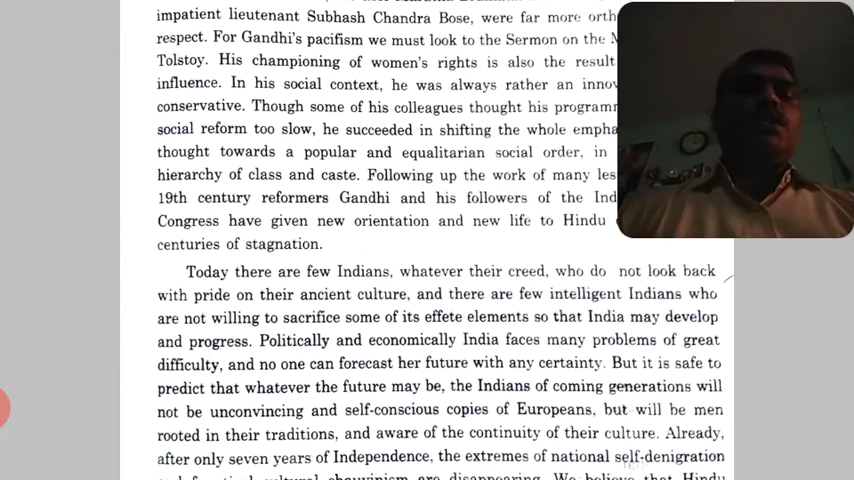 impatient lieutenant Subhash Chandra Bose, were far more orth
respect. For Gandhi's pacifism we must look to the Sermon on the M
Tolstoy. His championing of women's rights is also the result
influence. In his social context, he was always rather an innov
conservative. Though some of his colleagues thought his programm
social reform too slow, he succeeded in shifting the whole empha
thought towards a popular and equalitarian social order, in
hierarchy of class and caste. Following up the work of many les
19th century reformers Gandhi and his followers of the Ind
Congress have given new orientation and new life to Hindu
centuries of stagnation.
Today there are few Indians, whatever their creed, who do not look back
with pride on their ancient culture, and there are few intelligent Indians who
are not willing to sacrifice some of its effete elements so that India may develop
and progress. Politically and economically India faces many problems of great
difficulty, and no one can forecast her future with any certainty. But it is safe to
predict that whatever the future may be, the Indians of coming generations will
not be unconvincing and self-conscious copies of Europeans, but will be men
rooted in their traditions, and aware of the continuity of their culture. Already,
after only seven years of Independence, the extremes of national self-denigration
cultural chauvinism are disappearing. We believe that Hindu